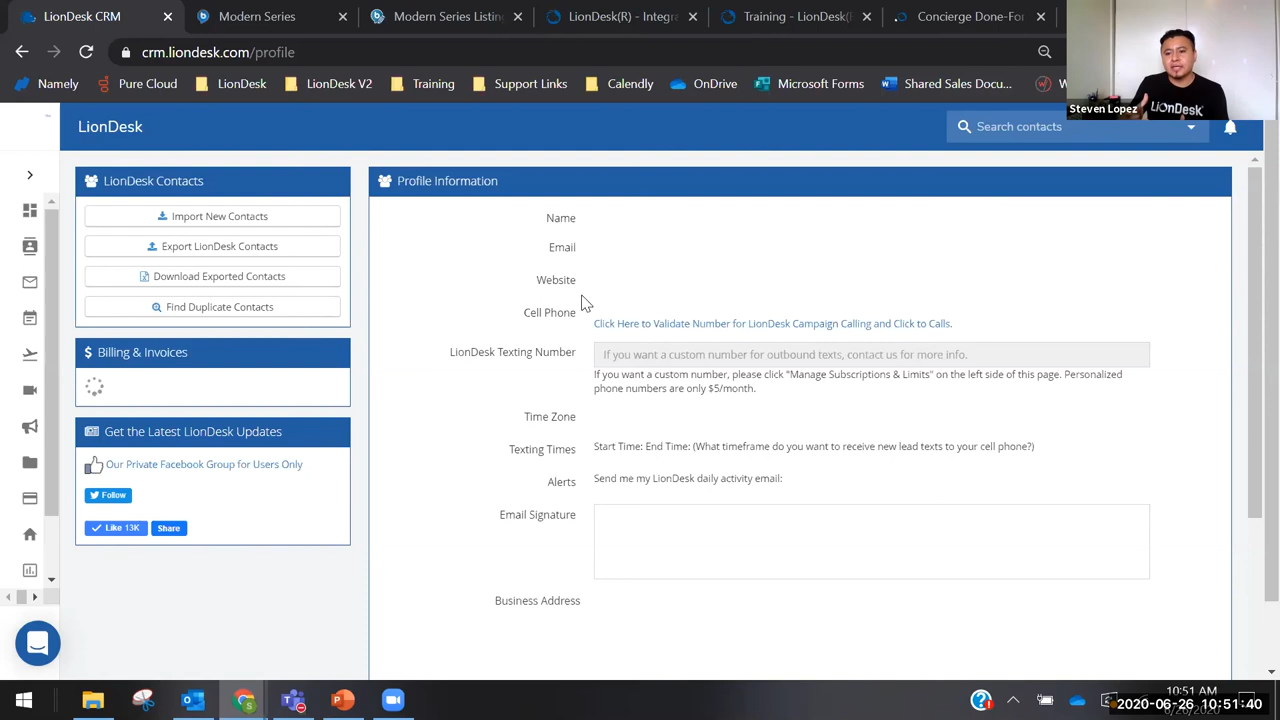 LionDesk CRM
Modern Series
Modern Series Listing
LionDesk(R) - Integra
Training - LionDesk(R)
Concierge Done-For
crm.liondesk.com/profile
Namely
Pure Cloud
LionDesk
LionDesk V2
Training
Support
Links
Calendly
OneDrive
Microsoft Forms
Shared Sales Docu...
LionDesk
Steven Lopez
LionDesk
Search contacts
LionDesk Contacts
Import New Contacts
Export LionDesk Contacts
Download Exported Contacts
Find Duplicate Contacts
Billing & Invoices
Get the Latest LionDesk Updates
Our Private Facebook Group for Users Only
Follow
Like 13K
Share
Profile Information
Name
Email
Website
Cell Phone
Click Here to Validate Number for LionDesk Campaign Calling and Click to Calls.
LionDesk Texting Number
If you want a custom number for outbound texts, contact us for more info.
If you want a custom number, please click "Manage Subscriptions & Limits" on the left side of this page. Personalized
phone numbers are only $5/month.
Time Zone
Texting Times
Start Time: End Time: (What timeframe do you want to receive new lead texts to your cell phone?)
Alerts
Send me my LionDesk daily activity email:
Email Signature
Business Address
10:51 AM
2020-06-26 10:51:40